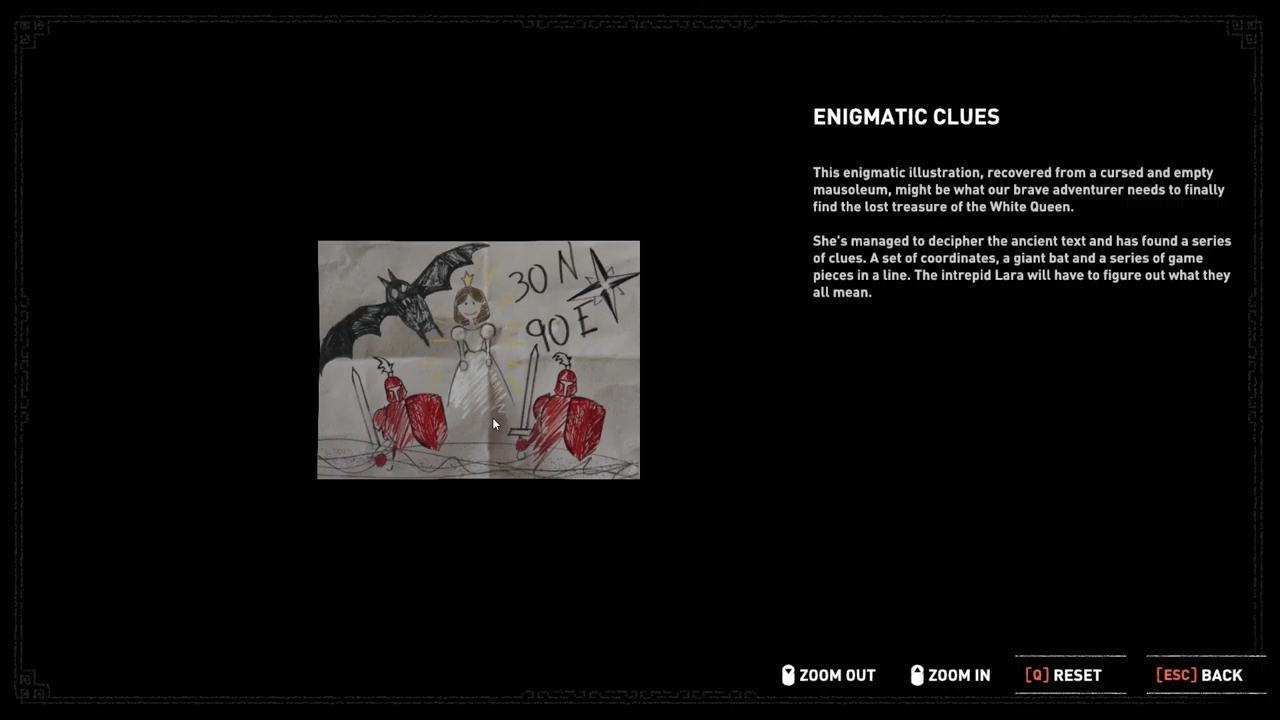 ENIGMATIC CLUES
This enigmatic illustration, recovered from a cursed and empty
mausoleum, might be what our brave adventurer needs to finally
find the lost treasure of the White Queen.
She's managed to decipher the ancient text and has found a series
of clues. A set of coordinates, a giant bat and a series of game
pieces in a line. The intrepid Lara will have to figure out what they
all mean.
30 N
90 E
ZOOM OUT ZOOM IN [Q] RESET [ESC] BACK